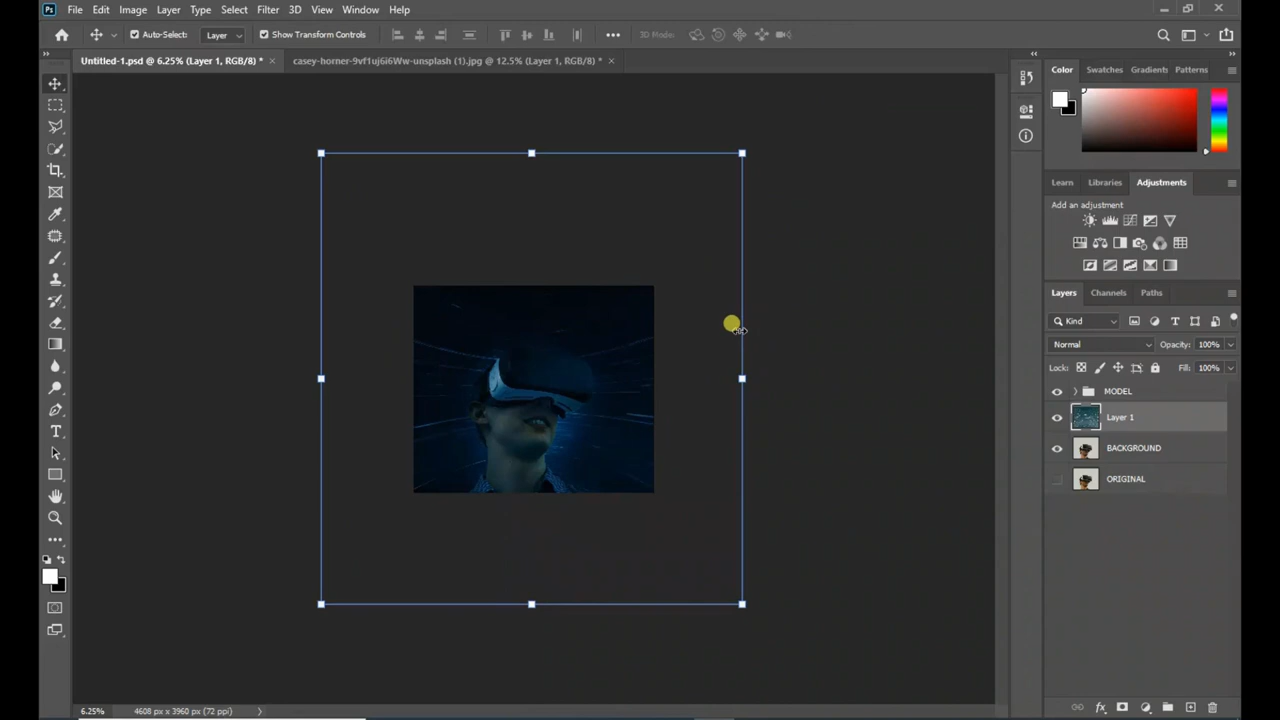 Ps File Edit Image Layer Type Select Filter 3D View Window Help
Auto-Select: Layer Show Transform Controls 3D Mode:
Untitled-1.psd @ 6.25% (Layer 1, RGB/8) * casey-horner-9vf1uj6i6Ww-unsplash (1).jpg @ 12.5% (Layer 1, RGB/8) *
Color Swatches Gradients Patterns
Learn Libraries Adjustments
Add an adjustment
Layers Channels Paths
Kind
Normal Opacity: 100%
Lock: Fill: 100%
MODEL
Layer 1
BACKGROUND
ORIGINAL
6.25% 4608 px x 3960 px (72 ppi)